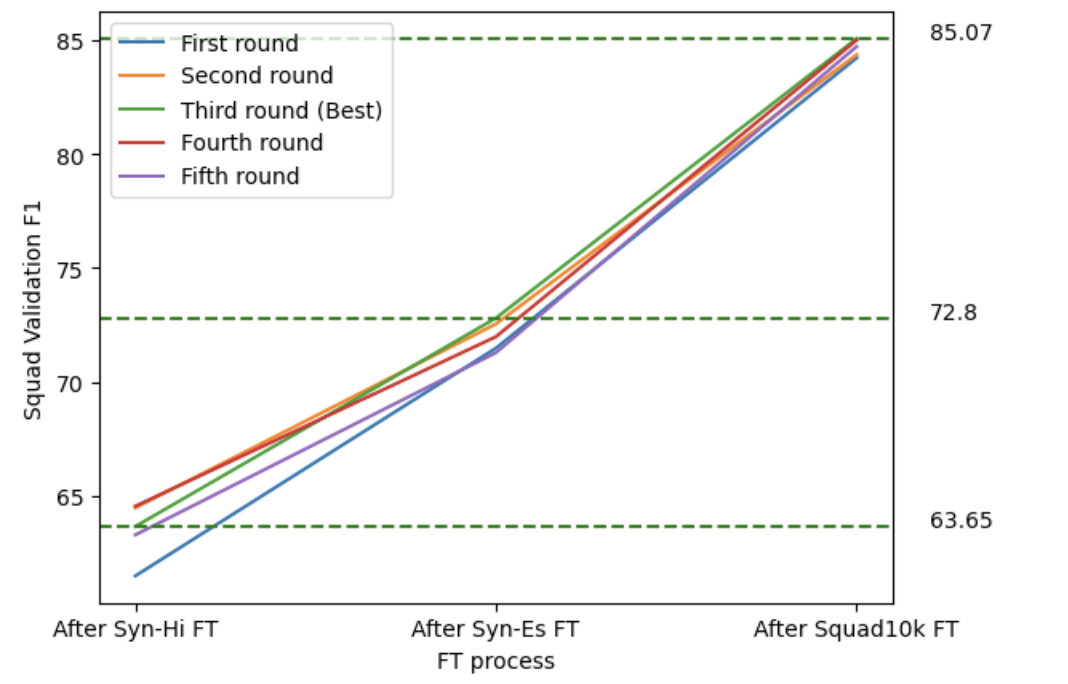 85
80
75
70
65
Squad Validation F1
First round
Second round
Third round (Best)
Fourth round
Fifth round
85.07
72.8
63.65
After Syn-Hi FT
After Syn-Es FT
After Squad10k FT
FT process